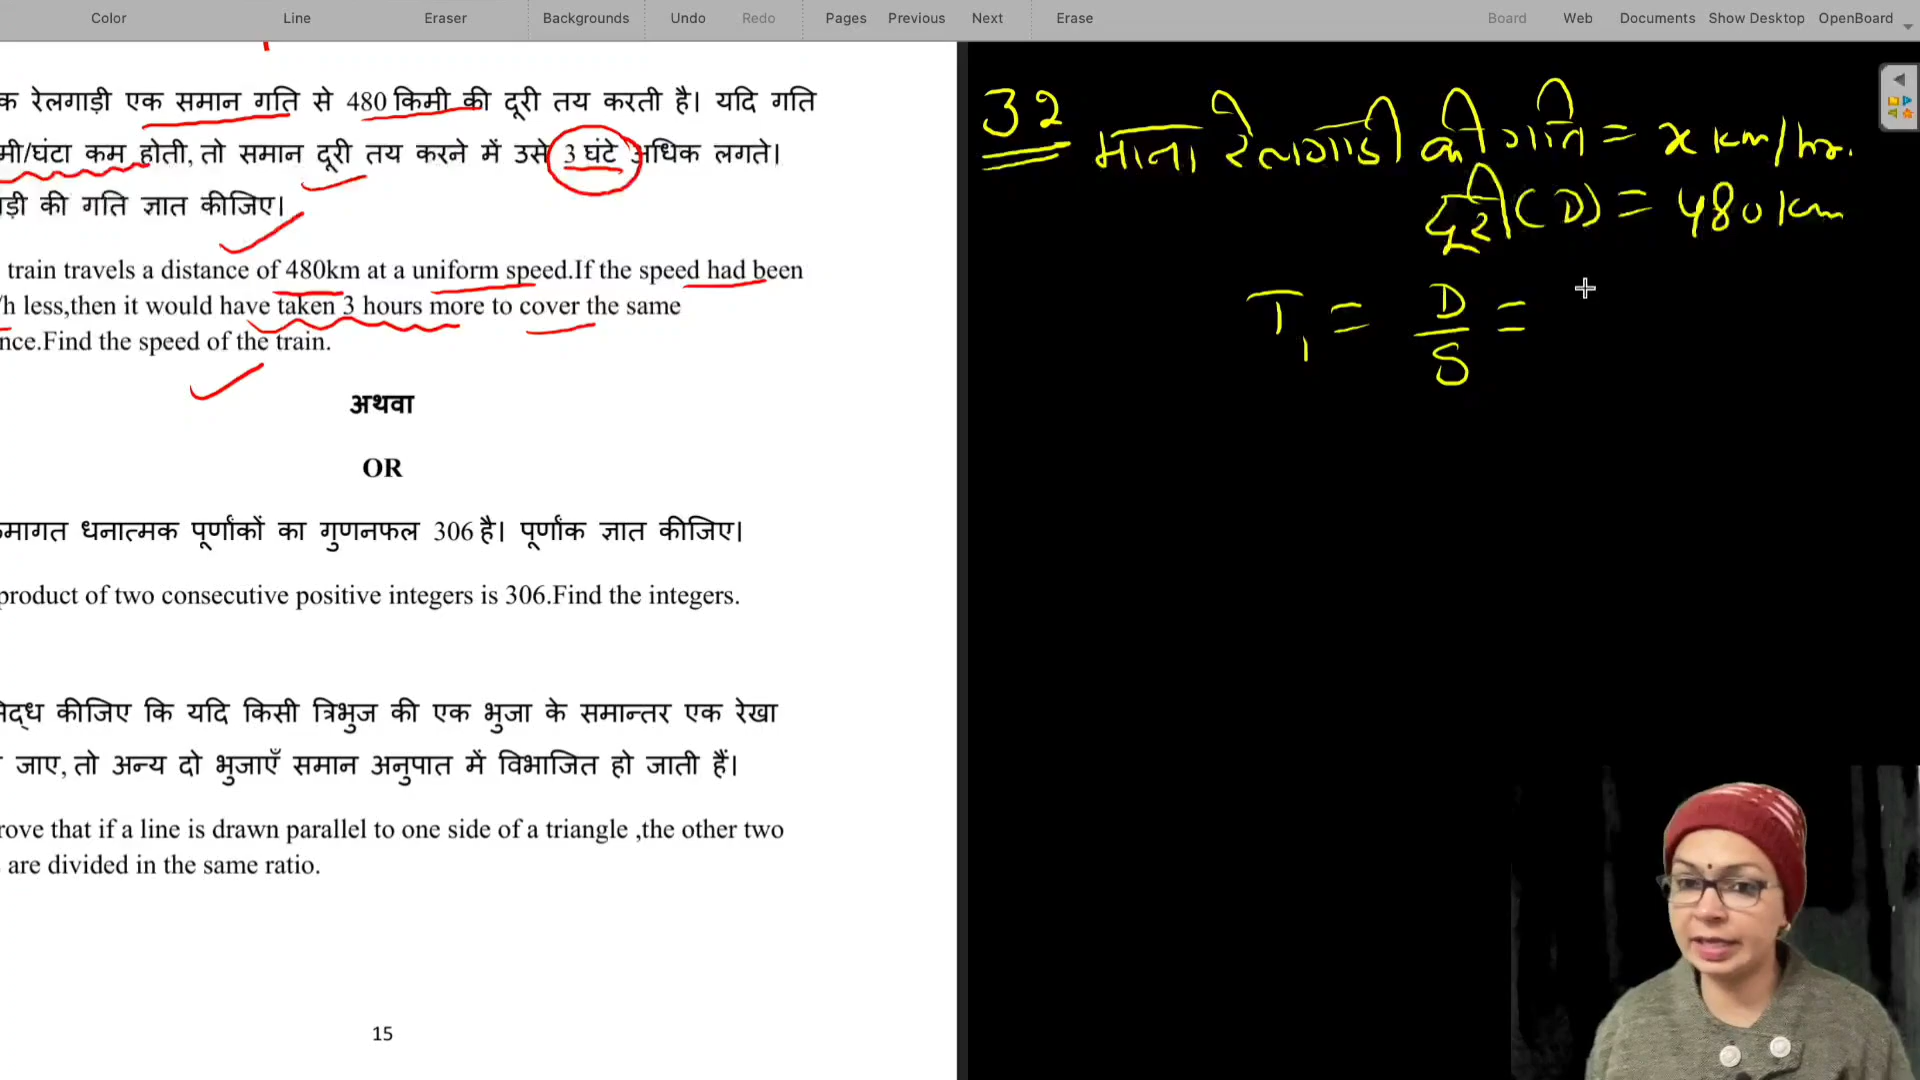 Color Line Eraser Backgrounds Undo Redo Pages Previous Next Erase Board Web Documents Show Desktop OpenBoard
क रेलगाड़ी एक समान गति से 480 किमी की दूरी तय करती है। यदि गति
मी/घंटा कम होती, तो समान दूरी तय करने में उसे 3 घंटे अधिक लगते।
ड़ी की गति ज्ञात कीजिए।
train travels a distance of 480km at a uniform speed.If the speed had been
/h less,then it would have taken 3 hours more to cover the same
nce.Find the speed of the train.
अथवा
OR
मागत धनात्मक पूर्णांकों का गुणनफल 306 है। पूर्णांक ज्ञात कीजिए।
product of two consecutive positive integers is 306.Find the integers.
द्ध कीजिए कि यदि किसी त्रिभुज की एक भुजा के समान्तर एक रेखा
जाए, तो अन्य दो भुजाएँ समान अनुपात में विभाजित हो जाती हैं।
rove that if a line is drawn parallel to one side of a triangle ,the other two
are divided in the same ratio.
15
32 माना रेलगाडी की गति = x km/hr.
दूरी (D) = 480 km
T₁ = D/S =